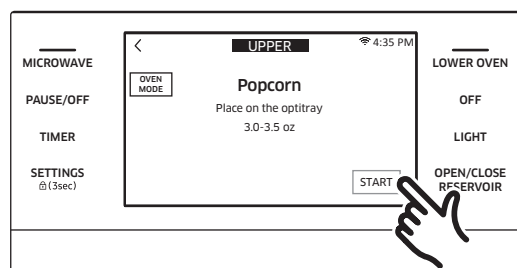 MICROWAVE
PAUSE/OFF
TIMER
SETTINGS
(3sec)
UPPER
4:35 PM
OVEN
MODE
Popcorn
Place on the optitray
3.0-3.5 oz
START
LOWER OVEN
OFF
LIGHT
OPEN/CLOSE
RESERVOIR